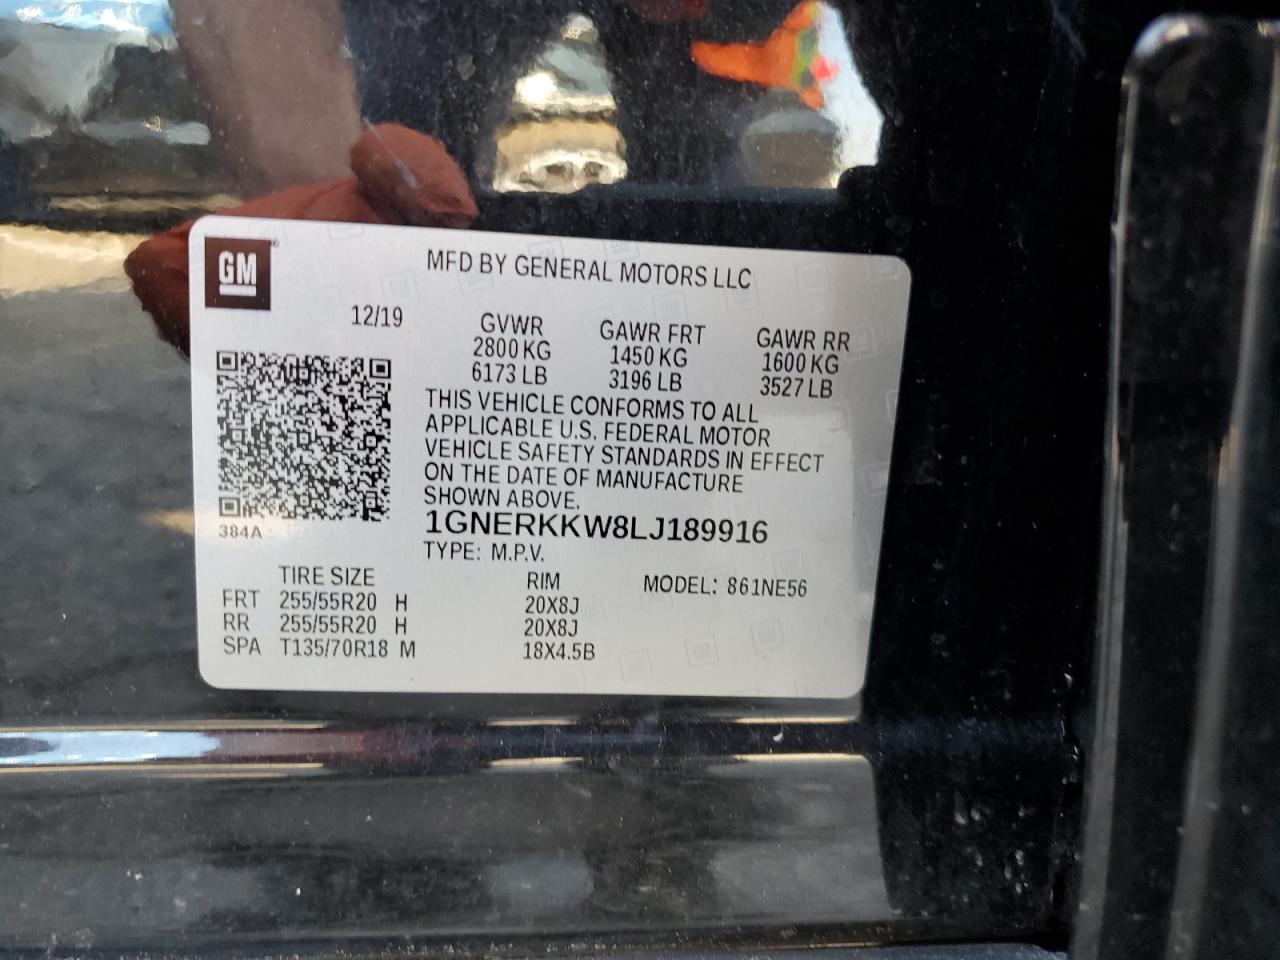 GM
MFD BY GENERAL MOTORS LLC
12/19
GVWR GAWR FRT GAWR RR
2800 KG 1450 KG 1600 KG
6173 LB 3196 LB 3527 LB
THIS VEHICLE CONFORMS TO ALL
APPLICABLE U.S. FEDERAL MOTOR
VEHICLE SAFETY STANDARDS IN EFFECT
ON THE DATE OF MANUFACTURE
SHOWN ABOVE.
384A
1GNERKKW8LJ189916
TYPE: M.P.V.
TIRE SIZE RIM MODEL: 861NE56
FRT 255/55R20 H 20X8J
RR 255/55R20 H 20X8J
SPA T135/70R18 M 18X4.5B